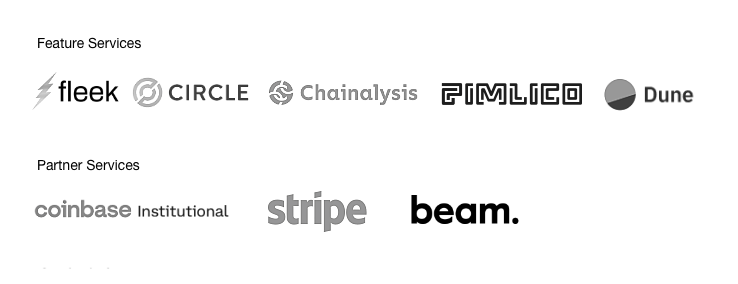 Feature Services
fleek CIRCLE Chainalysis PIMLICO Dune
Partner Services
coinbase Institutional stripe beam.